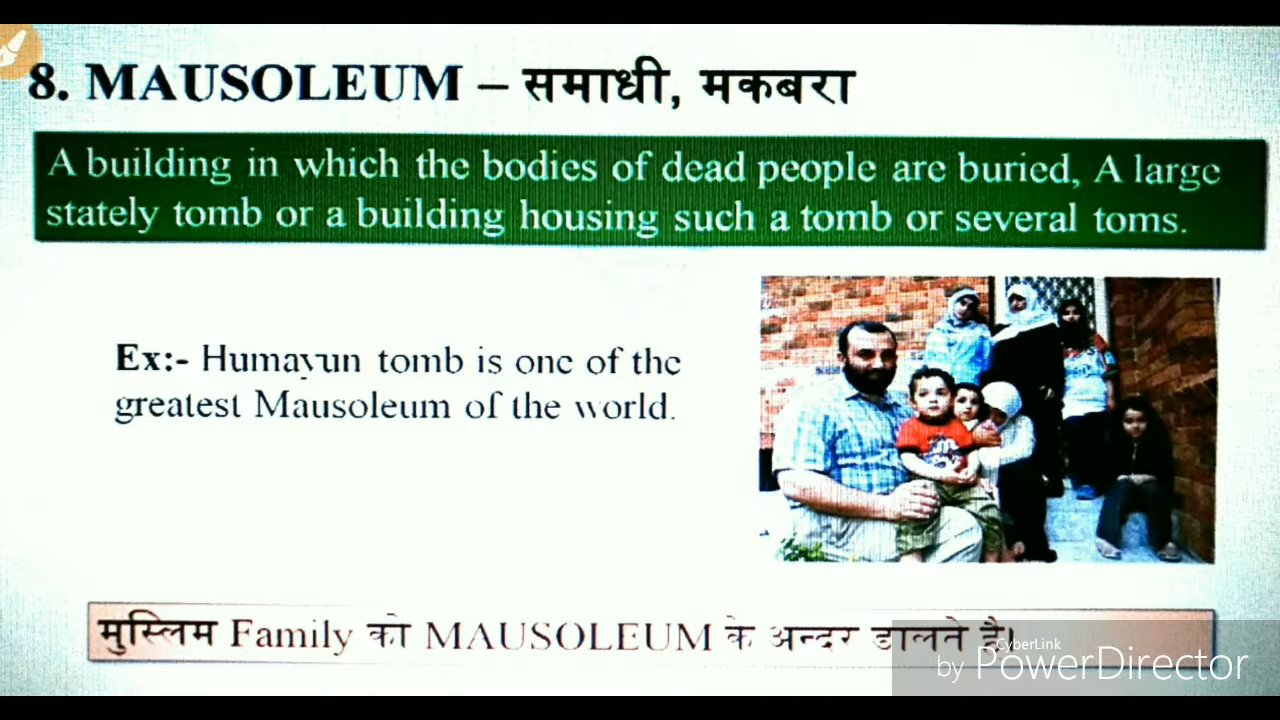 8. MAUSOLEUM – समाधी, मकबरा
A building in which the bodies of dead people are buried, A large
stately tomb or a building housing such a tomb or several toms.
Ex:- Humayun tomb is one of the
greatest Mausoleum of the world.
मुस्लिम Family को MAUSOLEUM के अन्दर डालते है।
CyberLink
by PowerDirector